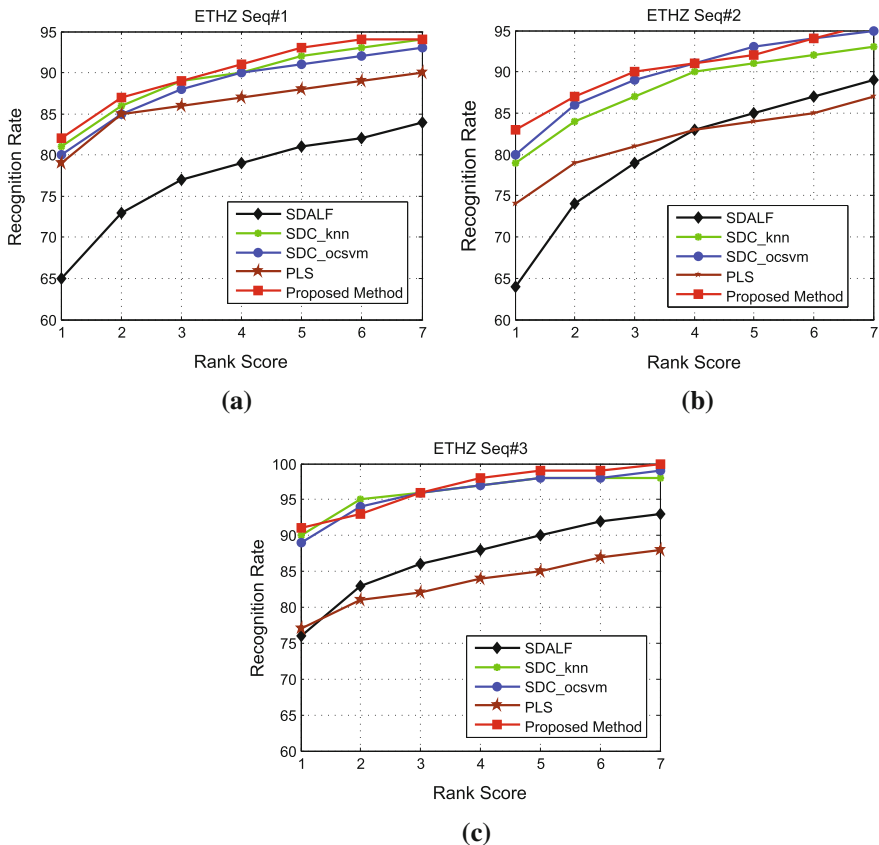 ETHZ Seq#1
95
90
85
80
75
70
65
60
Recognition Rate
SDALF
SDC_knn
SDC_ocsvm
PLS
Proposed Method
1 2 3 4 5 6 7
Rank Score
(a)
ETHZ Seq#2
95
90
85
80
75
70
65
60
Recognition Rate
SDALF
SDC_knn
SDC_ocsvm
PLS
Proposed Method
1 2 3 4 5 6 7
Rank Score
(b)
ETHZ Seq#3
100
95
90
85
80
75
70
65
60
Recognition Rate
SDALF
SDC_knn
SDC_ocsvm
PLS
Proposed Method
1 2 3 4 5 6 7
Rank Score
(c)